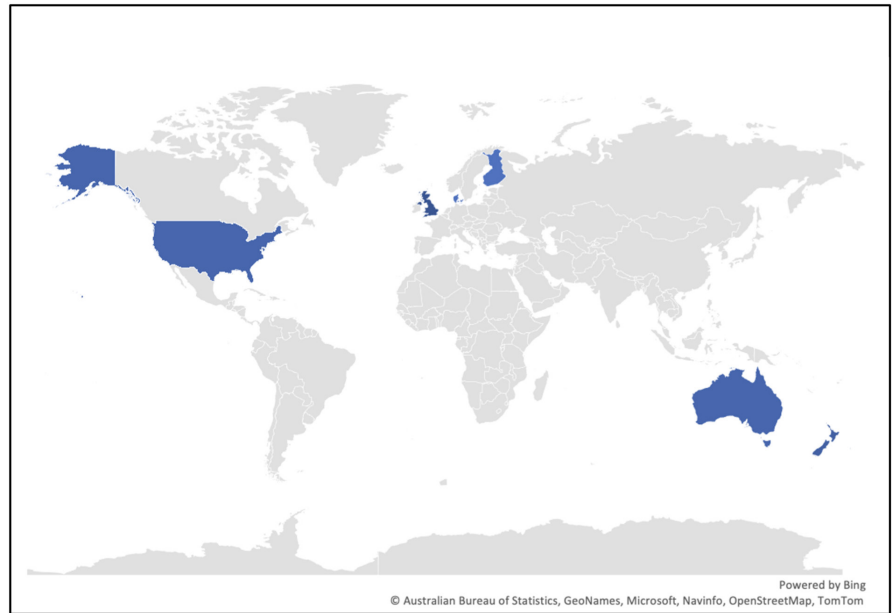 Powered by Bing
© Australian Bureau of Statistics, GeoNames, Microsoft, Navinfo, OpenStreetMap, TomTom